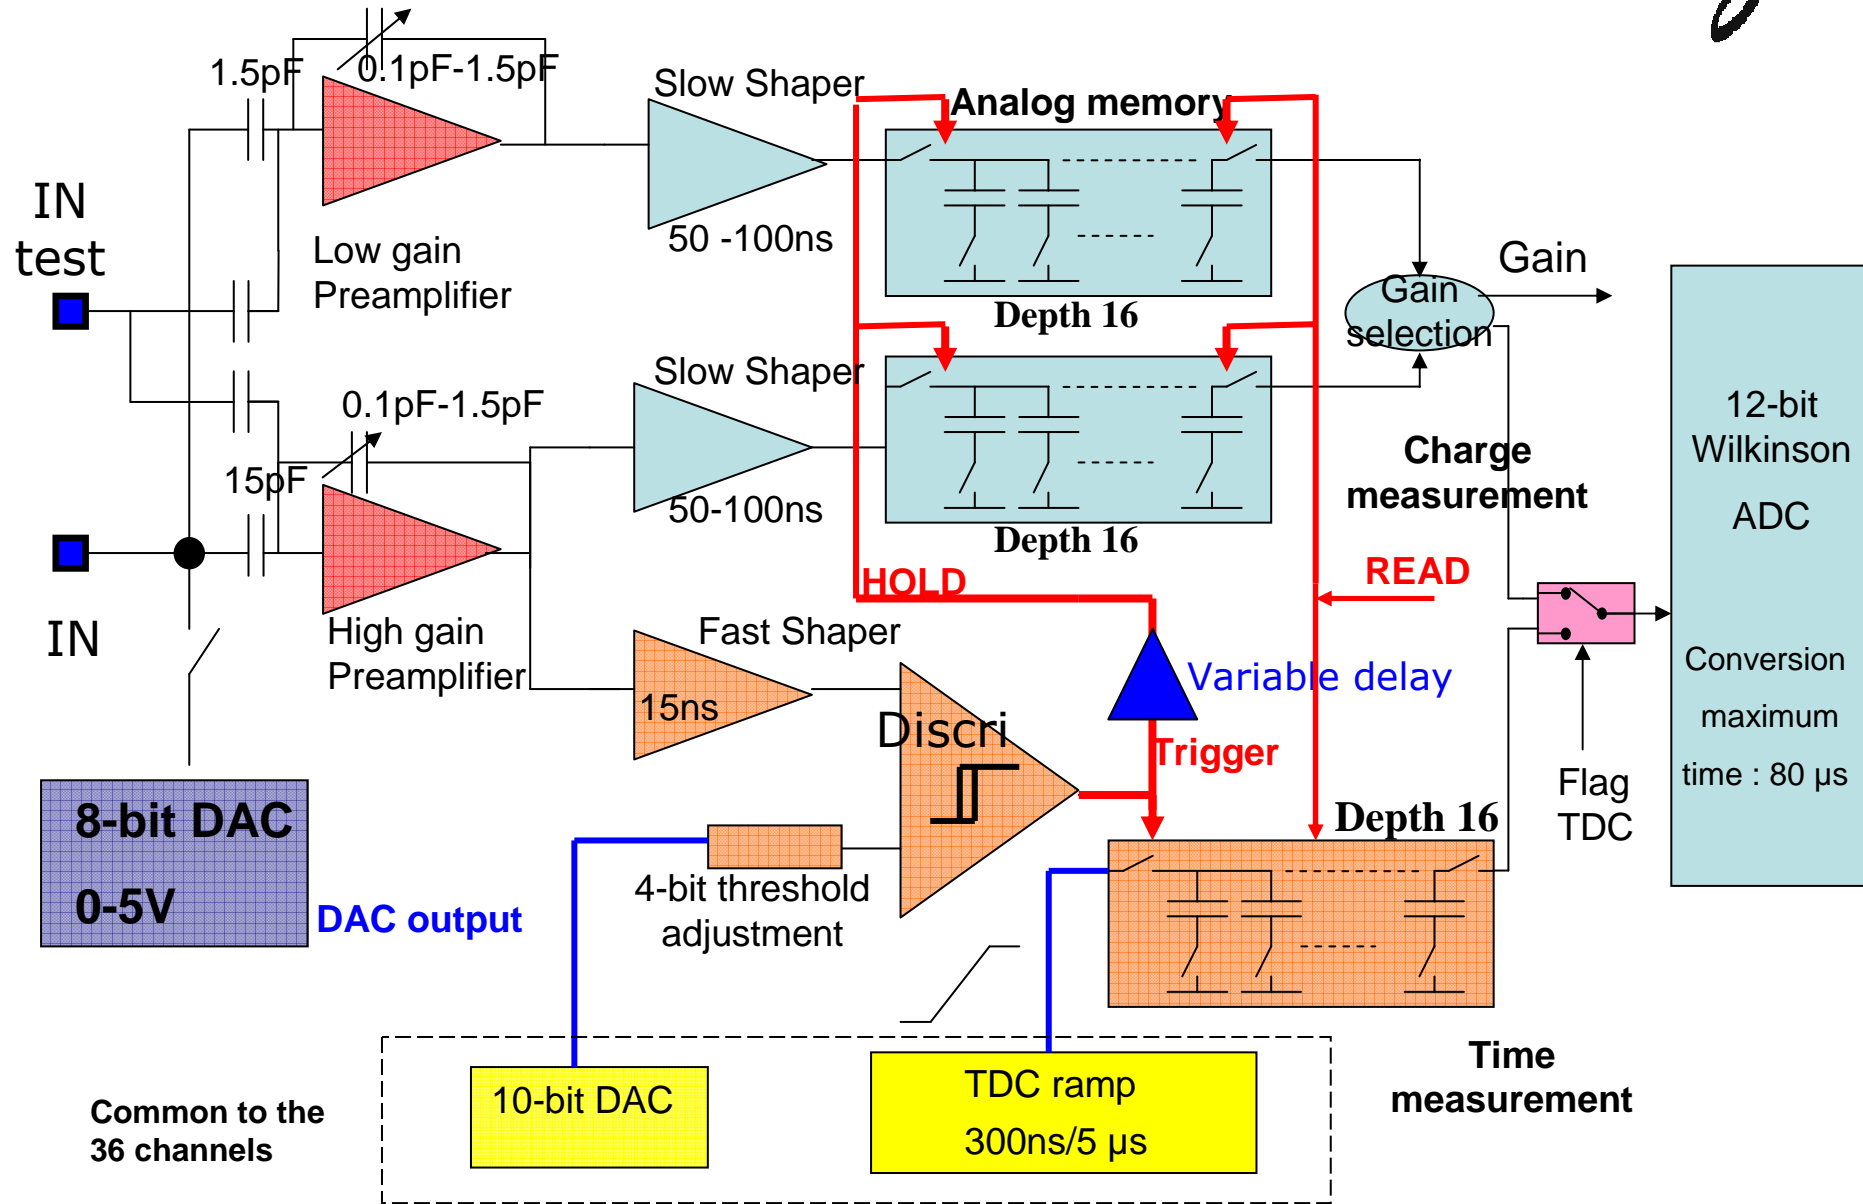 1.5pF
0.1pF-1.5pF
Slow Shaper
Analog memory
IN
test
Low gain
Preamplifier
50 -100ns
Depth 16
Gain
selection
Gain
Slow Shaper
0.1pF-1.5pF
15pF
50-100ns
Depth 16
Charge
measurement
12-bit
Wilkinson
ADC
Conversion
maximum
time : 80 µs
HOLD
READ
IN
High gain
Preamplifier
Fast Shaper
15ns
Discri
Variable delay
Trigger
Flag
TDC
8-bit DAC
0-5V
DAC output
4-bit threshold
adjustment
Depth 16
Time
measurement
Common to the
36 channels
10-bit DAC
TDC ramp
300ns/5 µs